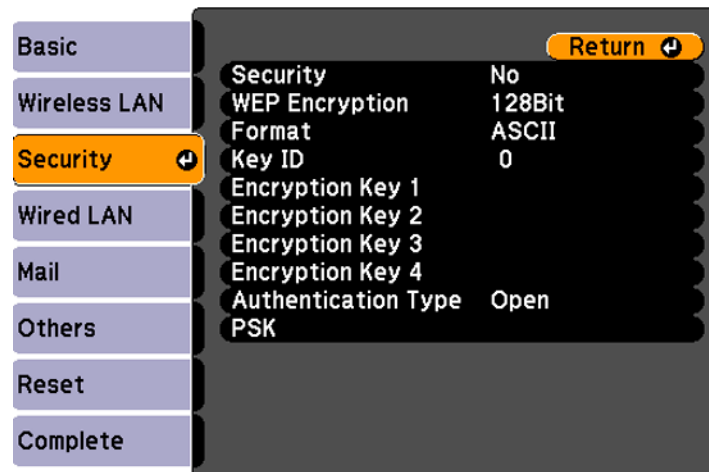 Basic
Wireless LAN
Security
Wired LAN
Mail
Others
Reset
Complete
Return
Security No
WEP Encryption 128Bit
Format ASCII
Key ID 0
Encryption Key 1
Encryption Key 2
Encryption Key 3
Encryption Key 4
Authentication Type Open
PSK